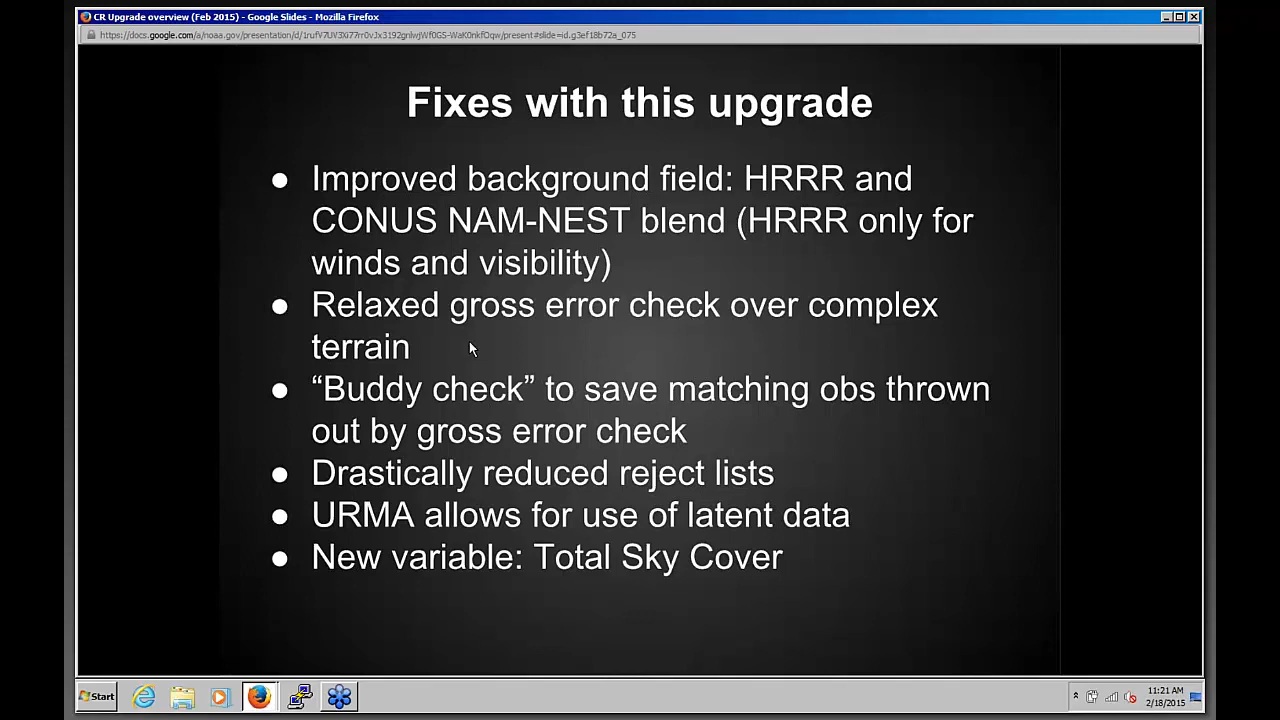 CR Upgrade overview (Feb 2015) - Google Slides - Mozilla Firefox
Fixes with this upgrade
● Improved background field: HRRR and
CONUS NAM-NEST blend (HRRR only for
winds and visibility)
● Relaxed gross error check over complex
terrain
● “Buddy check” to save matching obs thrown
out by gross error check
● Drastically reduced reject lists
● URMA allows for use of latent data
● New variable: Total Sky Cover
Start
11:21 AM
2/18/2015